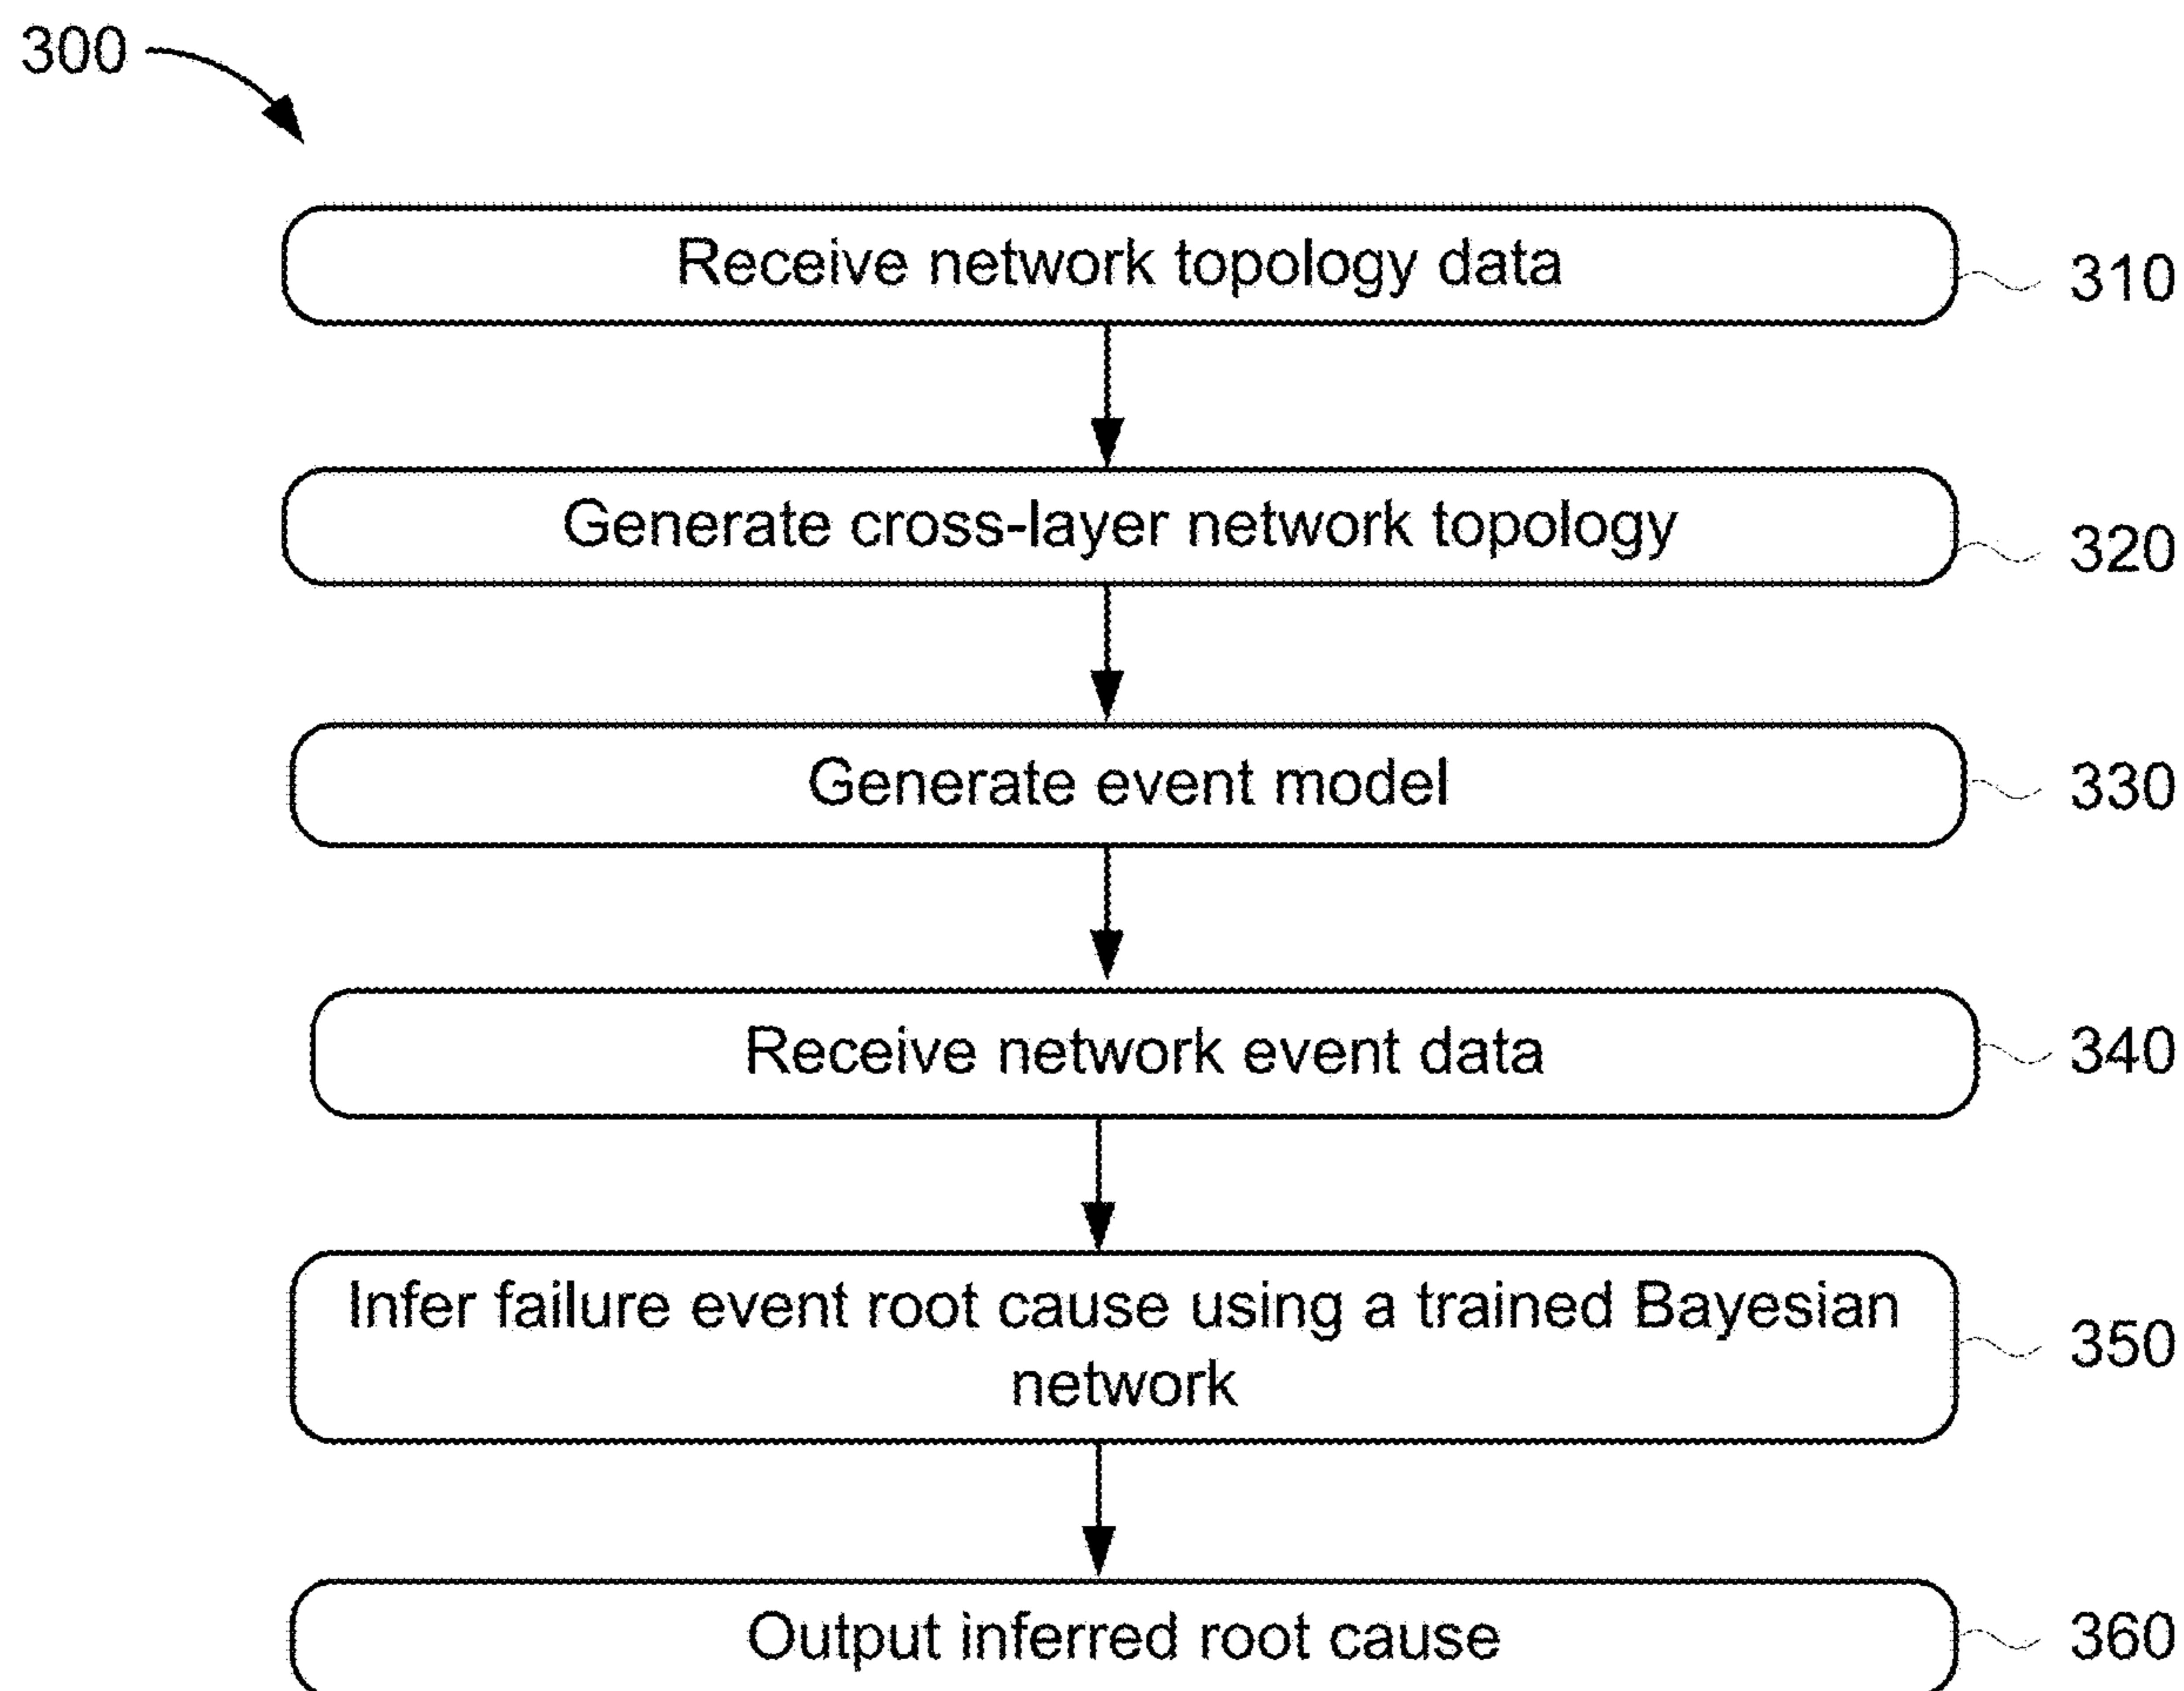 300
Receive network topology data
310
Generate cross-layer network topology
320
Generate event model
330
Receive network event data
340
Infer failure event root cause using a trained Bayesian
network
350
Output inferred root cause
360